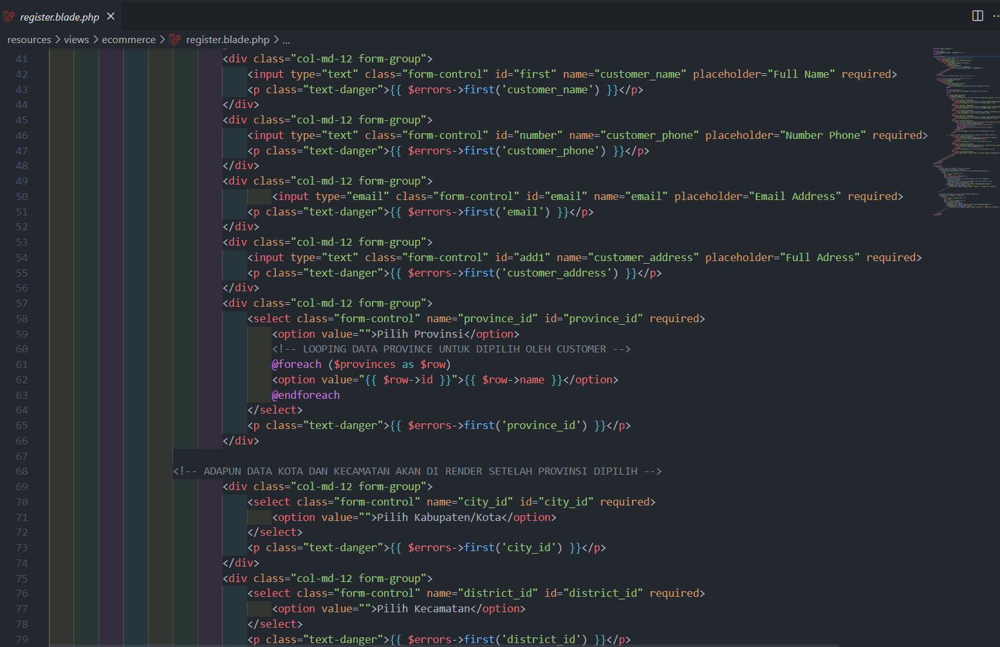 register.blade.php
resources > views > ecommerce > register.blade.php > ...
41 <div class="col-md-12 form-group">
42 <input type="text" class="form-control" id="first" name="customer_name" placeholder="Full Name" required>
43 <p class="text-danger">{{ $errors->first('customer_name') }}</p>
44 </div>
45 <div class="col-md-12 form-group">
46 <input type="text" class="form-control" id="number" name="customer_phone" placeholder="Number Phone" required>
47 <p class="text-danger">{{ $errors->first('customer_phone') }}</p>
48 </div>
49 <div class="col-md-12 form-group">
50 <input type="email" class="form-control" id="email" name="email" placeholder="Email Address" required>
51 <p class="text-danger">{{ $errors->first('email') }}</p>
52 </div>
53 <div class="col-md-12 form-group">
54 <input type="text" class="form-control" id="add1" name="customer_address" placeholder="Full Adress" required>
55 <p class="text-danger">{{ $errors->first('customer_address') }}</p>
56 </div>
57 <div class="col-md-12 form-group">
58 <select class="form-control" name="province_id" id="province_id" required>
59 <option value="">Pilih Provinsi</option>
60 <!-- LOOPING DATA PROVINCE UNTUK DIPILIH OLEH CUSTOMER -->
61 @foreach ($provinces as $row)
62 <option value="{{ $row->id }}">{{ $row->name }}</option>
63 @endforeach
64 </select>
65 <p class="text-danger">{{ $errors->first('province_id') }}</p>
66 </div>
67
68 <!-- ADAPUN DATA KOTA DAN KECAMATAN AKAN DI RENDER SETELAH PROVINSI DIPILIH -->
69 <div class="col-md-12 form-group">
70 <select class="form-control" name="city_id" id="city_id" required>
71 <option value="">Pilih Kabupaten/Kota</option>
72 </select>
73 <p class="text-danger">{{ $errors->first('city_id') }}</p>
74 </div>
75 <div class="col-md-12 form-group">
76 <select class="form-control" name="district_id" id="district_id" required>
77 <option value="">Pilih Kecamatan</option>
78 </select>
79 <p class="text-danger">{{ $errors->first('district_id') }}</p>